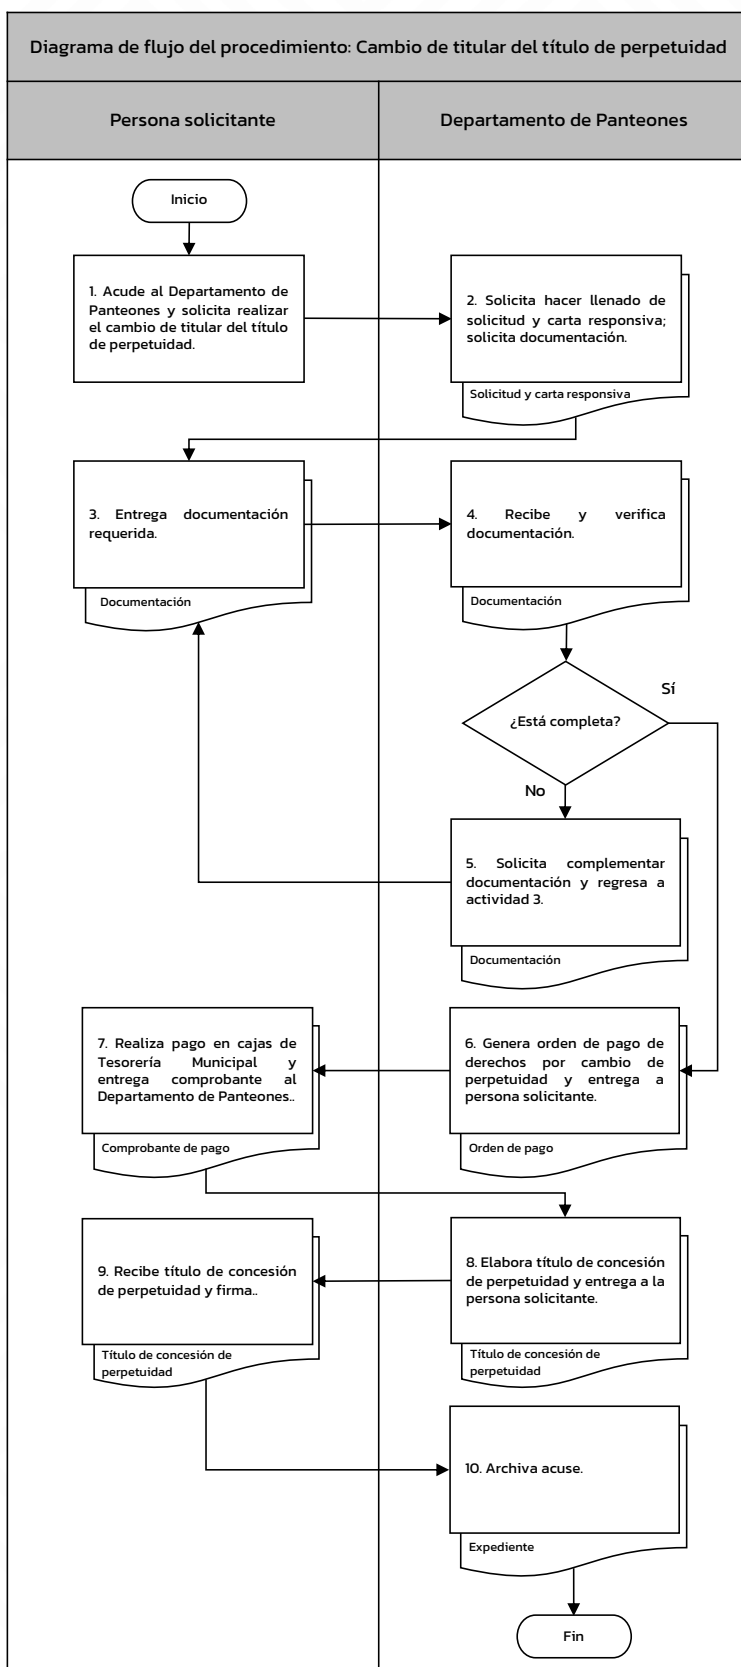 Diagrama de flujo del procedimiento: Cambio de titular del título de perpetuidad
Persona solicitante
Departamento de Panteones
Inicio
1. Acude al Departamento de
Panteones y solicita realizar
el cambio de titular del título
de perpetuidad.
2. Solicita hacer llenado de
solicitud y carta responsiva;
solicita documentación.
Solicitud y carta responsiva
3. Entrega documentación
requerida.
Documentación
4. Recibe y verifica
documentación.
Documentación
¿Está completa?
Sí
No
5. Solicita complementar
documentación y regresa a
actividad 3.
Documentación
6. Genera orden de pago de
derechos por cambio de
perpetuidad y entrega a
persona solicitante.
Orden de pago
7. Realiza pago en cajas de
Tesorería Municipal y
entrega comprobante al
Departamento de Panteones..
Comprobante de pago
8. Elabora título de concesión
de perpetuidad y entrega a la
persona solicitante.
Título de concesión de
perpetuidad
9. Recibe título de concesión
de perpetuidad y firma..
Título de concesión de
perpetuidad
10. Archiva acuse.
Expediente
Fin